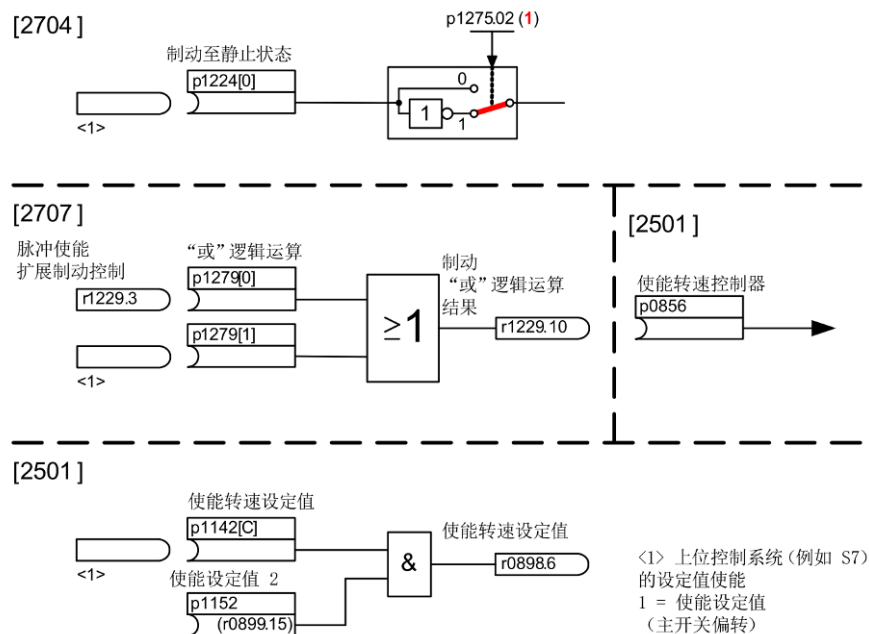 [2704]
p1275.02 (1)
制动至静止状态
p1224[0]
0
1
1
<1>
[2707]
[2501]
脉冲使能
扩展制动控制
“或”逻辑运算
制动
“或”逻辑运算
结果
使能转速控制器
r1229.3
p1279[0]
p0856
≥1
r1229.10
p1279[1]
<1>
[2501]
使能转速设定值
p1142[C]
使能转速设定值
&
r0898.6
<1>
使能设定值 2
p1152
(r0899.15)
<1> 上位控制系统(例如 S7)
的设定值使能
1 = 使能设定值
(主开关偏转)